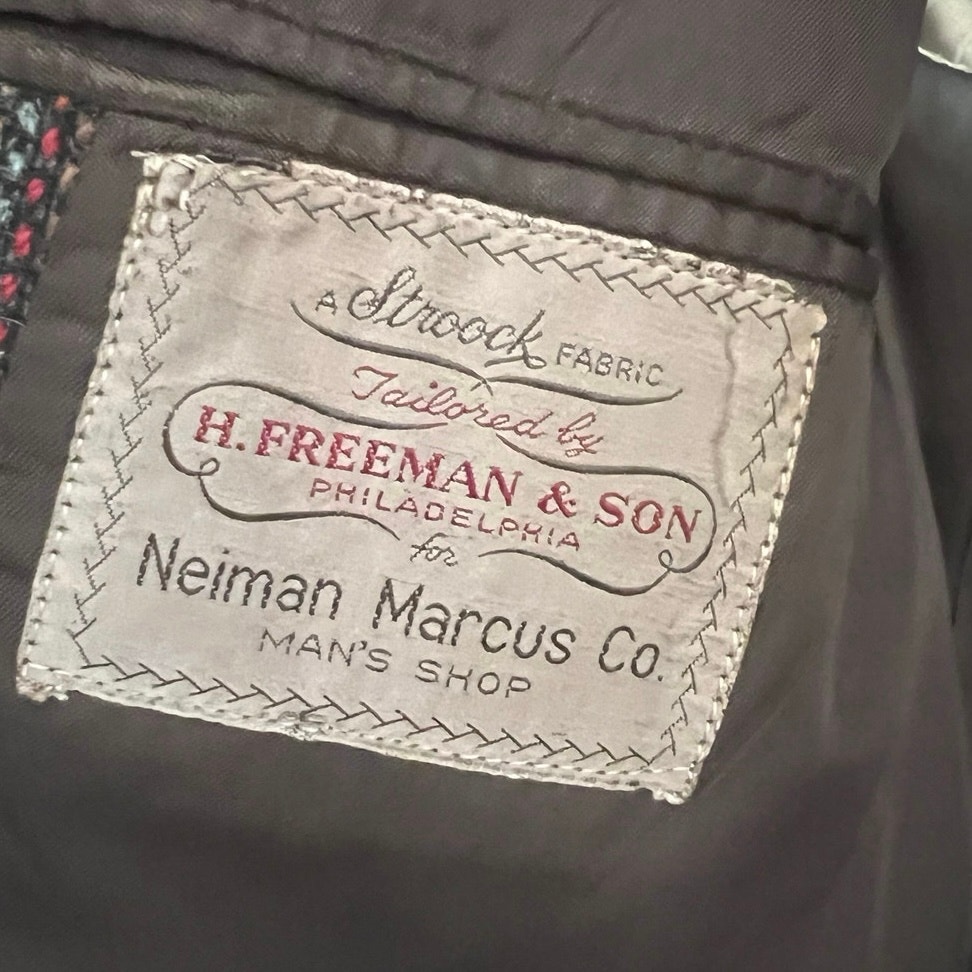 A Stroock FABRIC
Tailored by
H. FREEMAN & SON
PHILADELPHIA
for
Neiman Marcus Co.
MAN'S SHOP